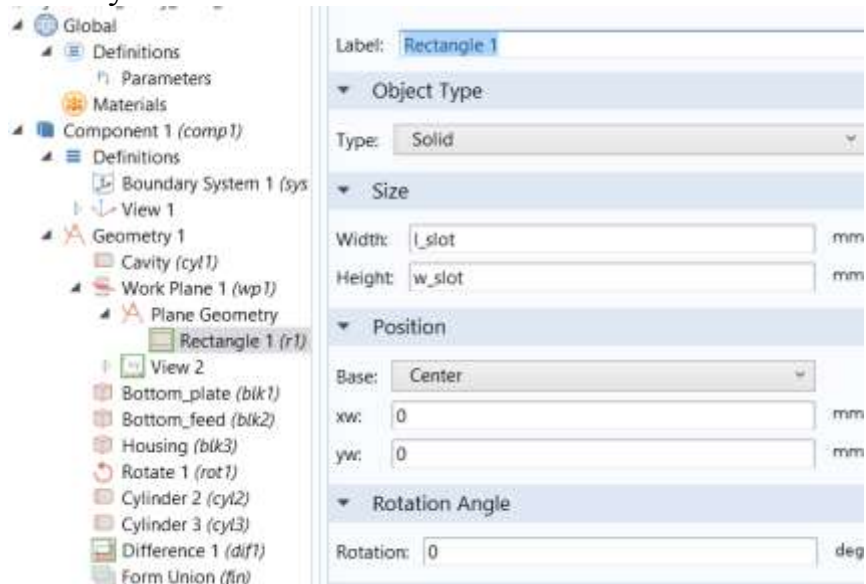 Global
Definitions
Parameters
Materials
Component 1 (comp1)
Definitions
Boundary System 1 (sys
View 1
Geometry 1
Cavity (cyl1)
Work Plane 1 (wp1)
Plane Geometry
Rectangle 1 (r1)
View 2
Bottom_plate (blk1)
Bottom_feed (blk2)
Housing (blk3)
Rotate 1 (rot1)
Cylinder 2 (cyl2)
Cylinder 3 (cyl3)
Difference 1 (dif1)
Form Union (fin)
Label: Rectangle 1
Object Type
Type: Solid
Size
Width: l_slot mm
Height: w_slot mm
Position
Base: Center
xw: 0 mm
yw: 0 mm
Rotation Angle
Rotation: 0 deg